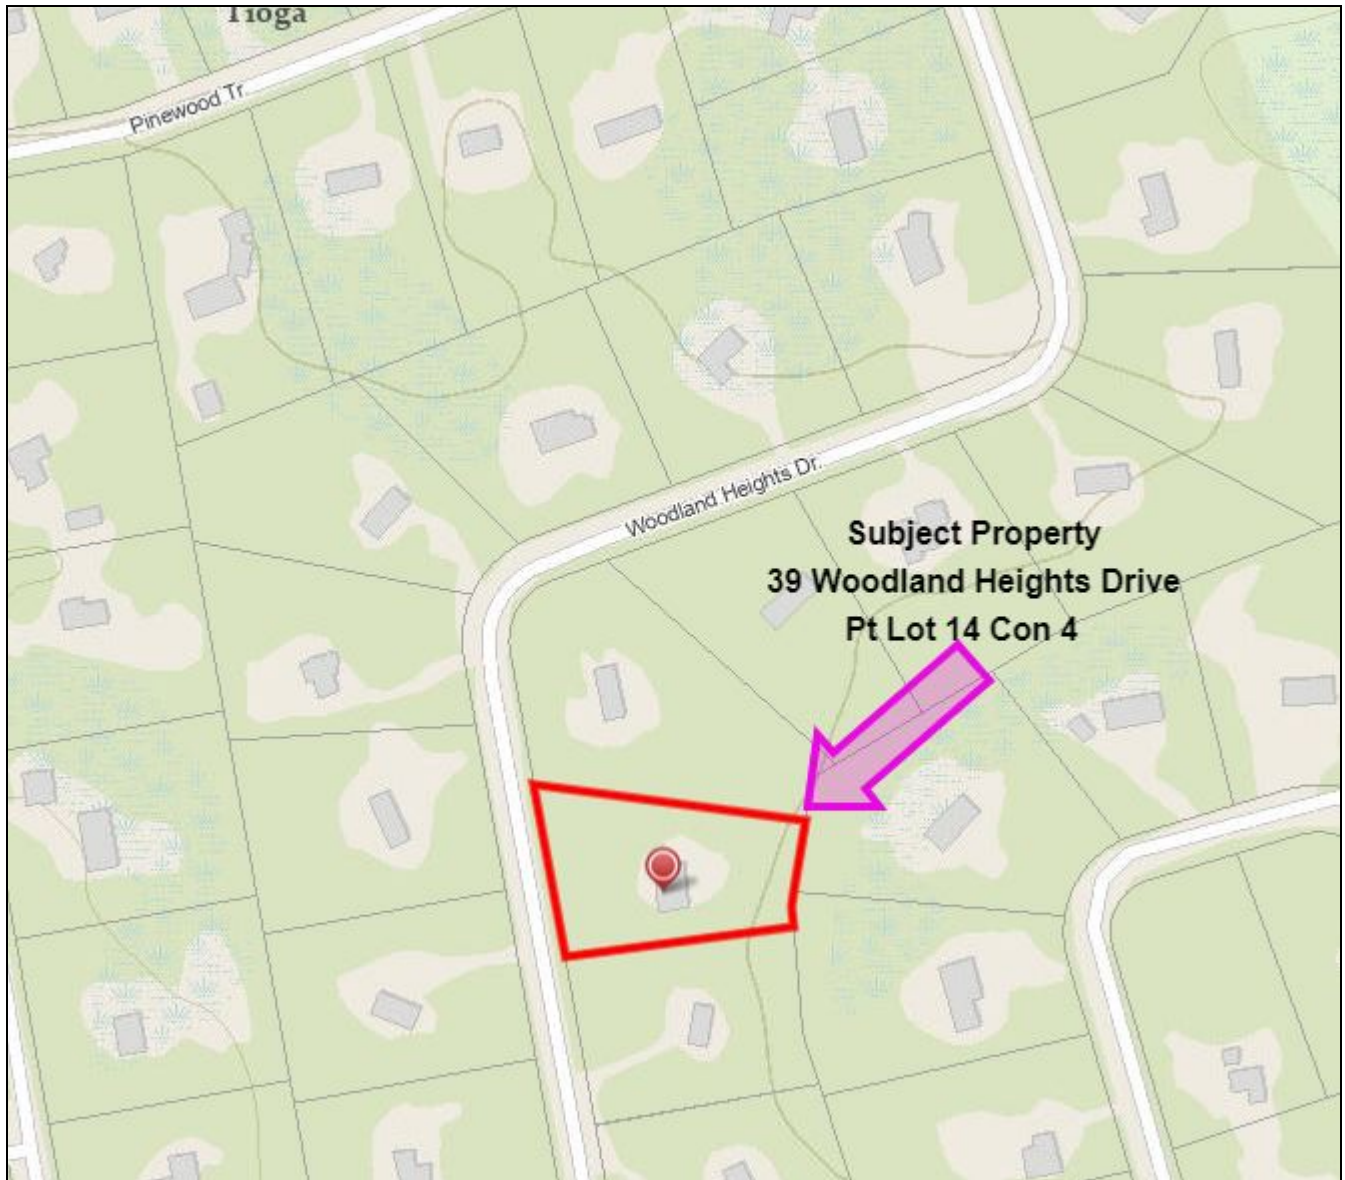 Tioga
Pinewood Tr
Woodland Heights Dr.
Subject Property
39 Woodland Heights Drive
Pt Lot 14 Con 4